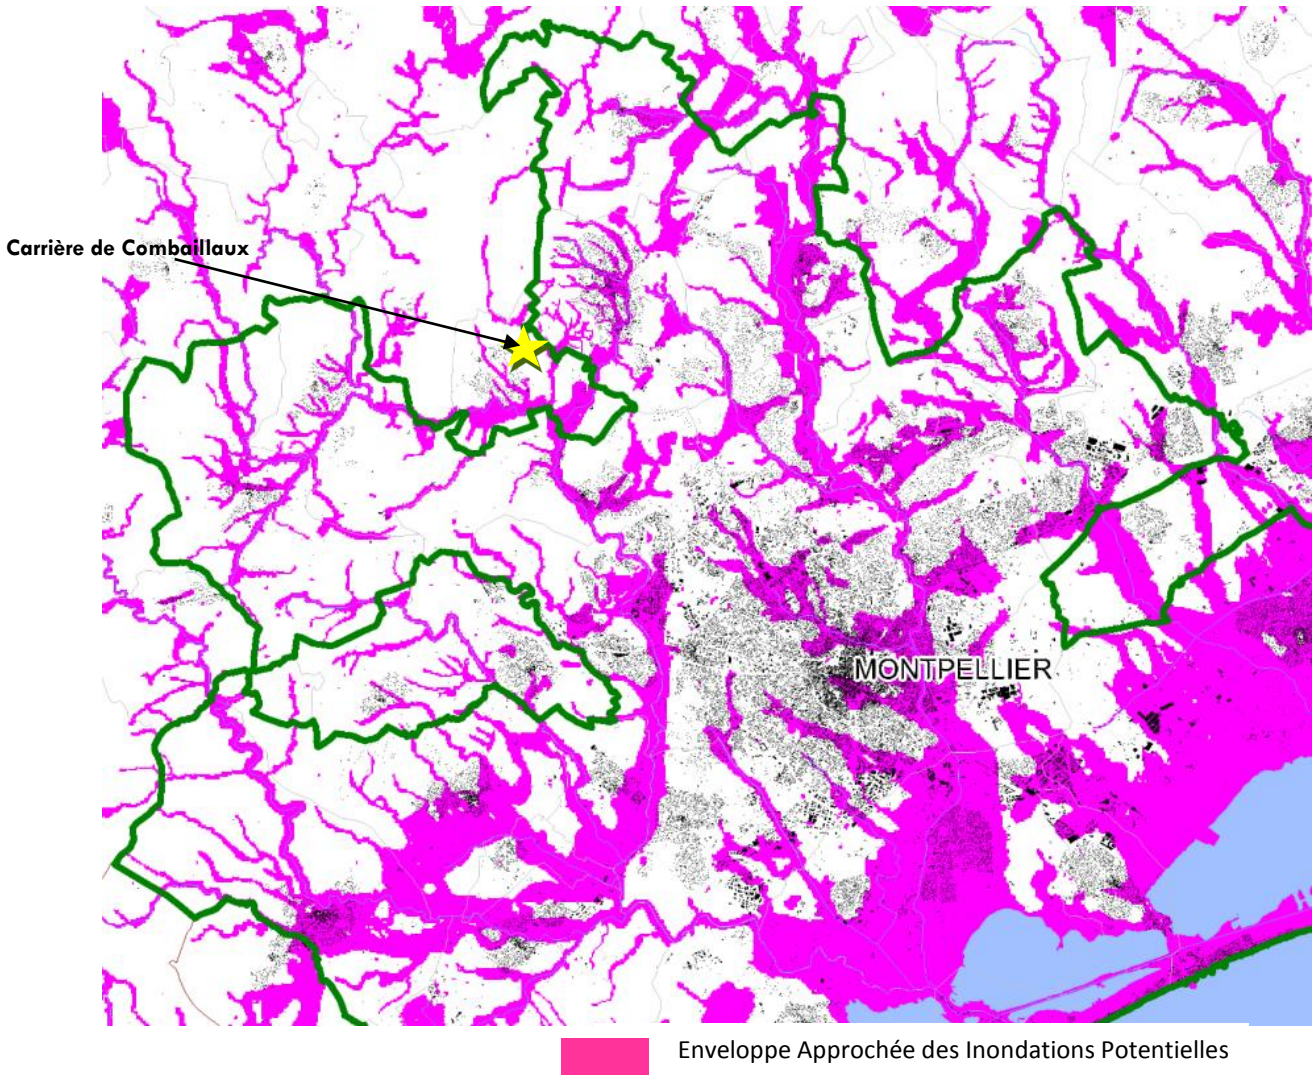 Carrière de Combaillaux
MONTPELLIER
Enveloppe Approchée des Inondations Potentielles